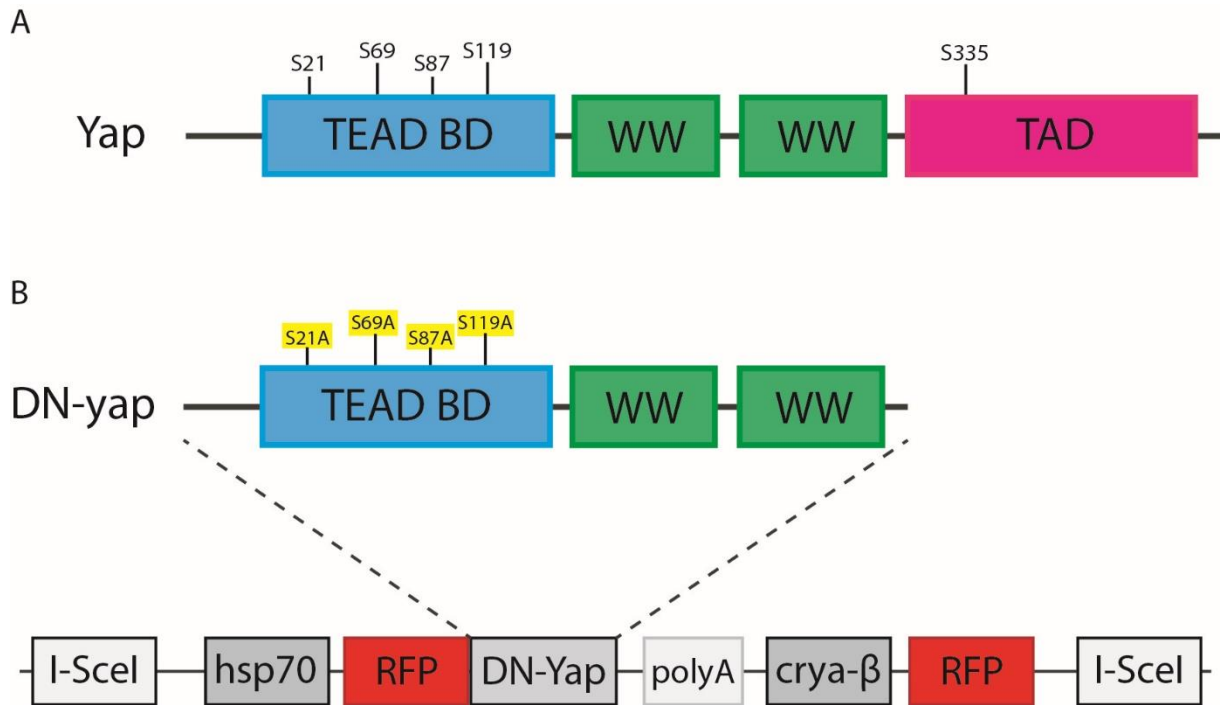 A
S21 S69 S87 S119 S335
Yap TEAD BD WW WW TAD
B
S21A S69A S87A S119A
DN-yap TEAD BD WW WW
I-SceI hsp70 RFP DN-Yap polyA crya-β RFP I-SceI